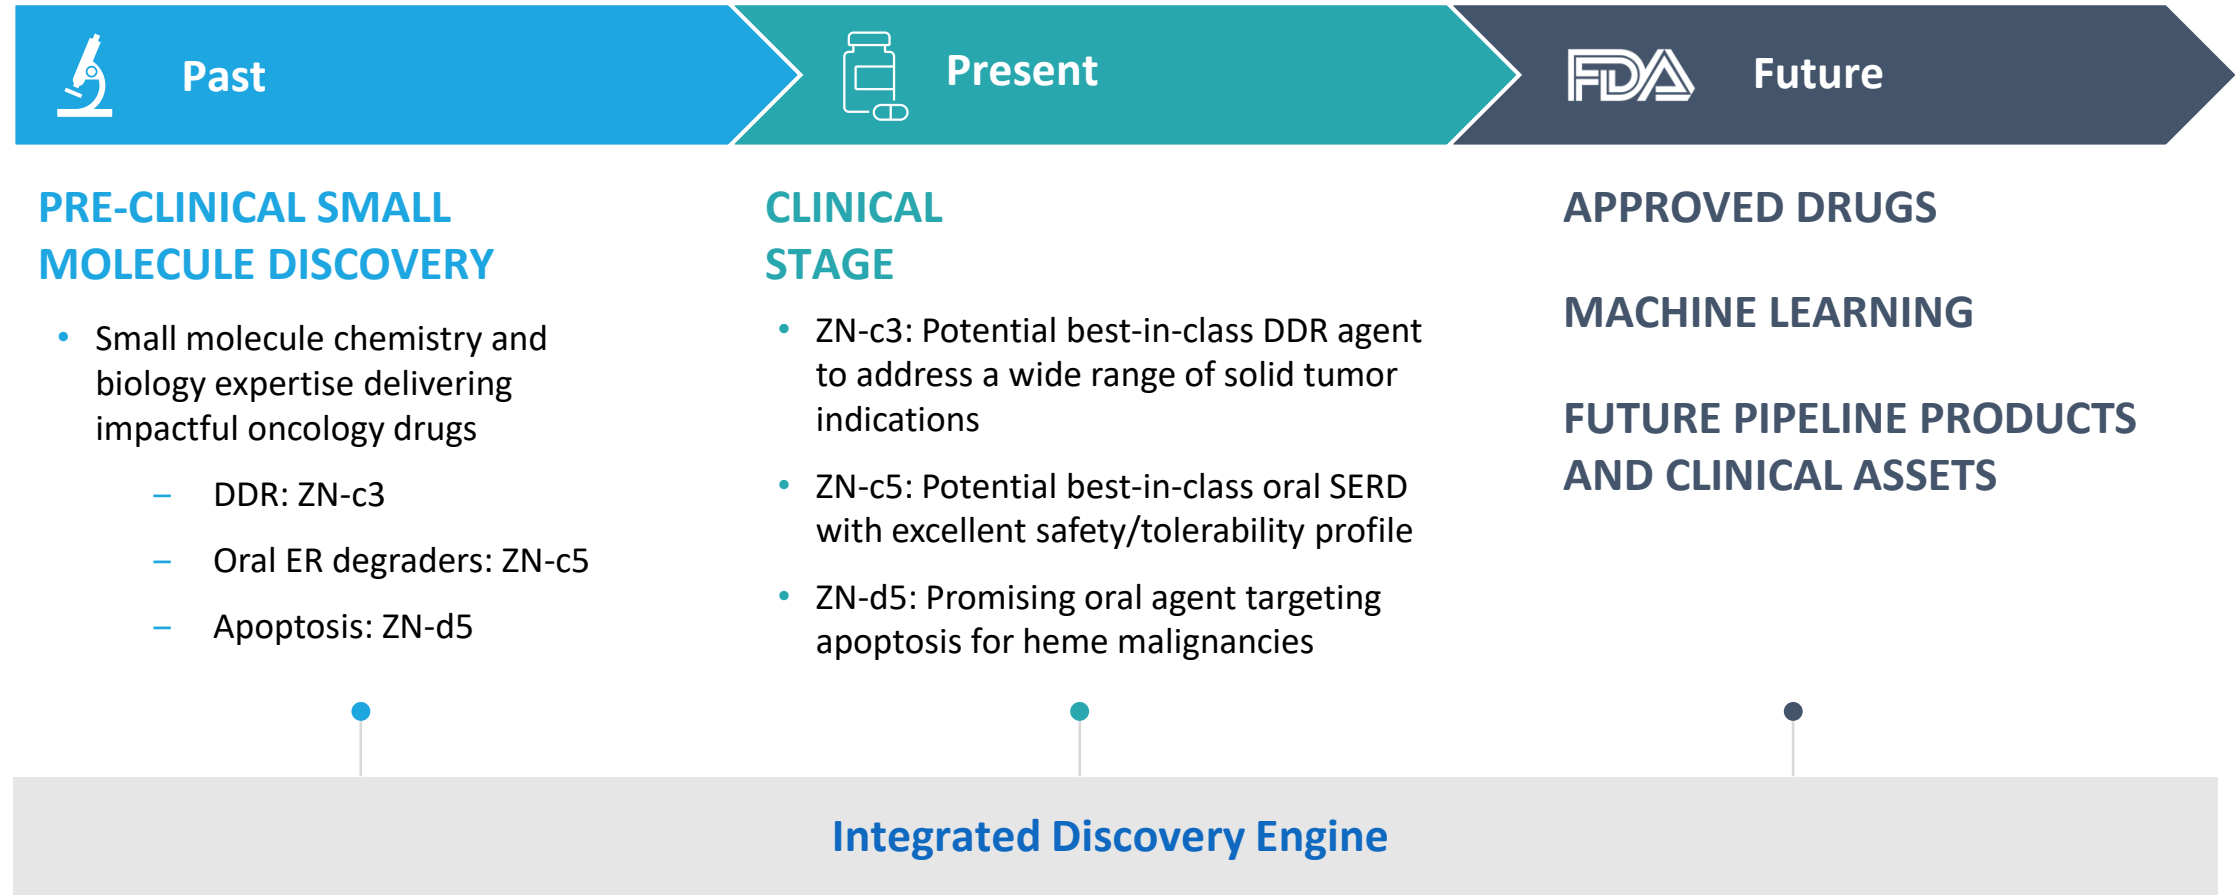 Past
Present
FDA
Future
PRE-CLINICAL SMALL
MOLECULE DISCOVERY
• Small molecule chemistry and
biology expertise delivering
impactful oncology drugs
– DDR: ZN-c3
– Oral ER degraders: ZN-c5
– Apoptosis: ZN-d5
CLINICAL
STAGE
• ZN-c3: Potential best-in-class DDR agent
to address a wide range of solid tumor
indications
• ZN-c5: Potential best-in-class oral SERD
with excellent safety/tolerability profile
• ZN-d5: Promising oral agent targeting
apoptosis for heme malignancies
APPROVED DRUGS
MACHINE LEARNING
FUTURE PIPELINE PRODUCTS
AND CLINICAL ASSETS
Integrated Discovery Engine